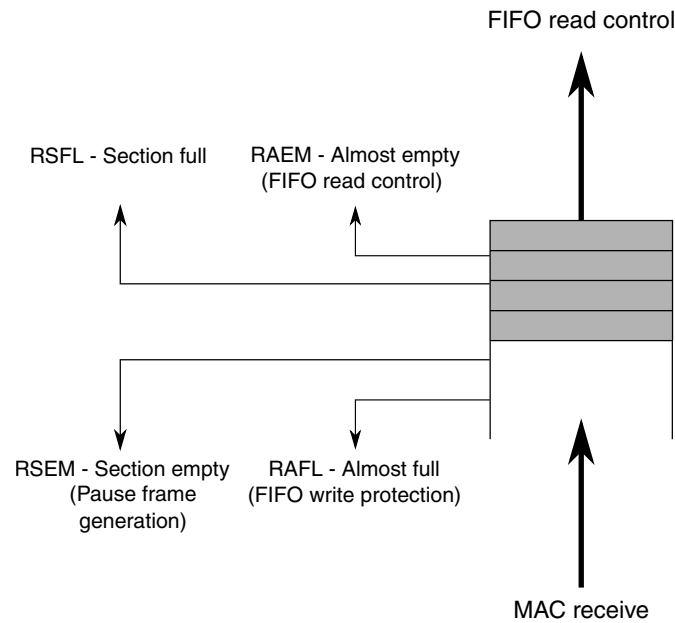 FIFO read control
RSFL - Section full
RAEM - Almost empty
(FIFO read control)
RSEM - Section empty
(Pause frame
generation)
RAFL - Almost full
(FIFO write protection)
MAC receive